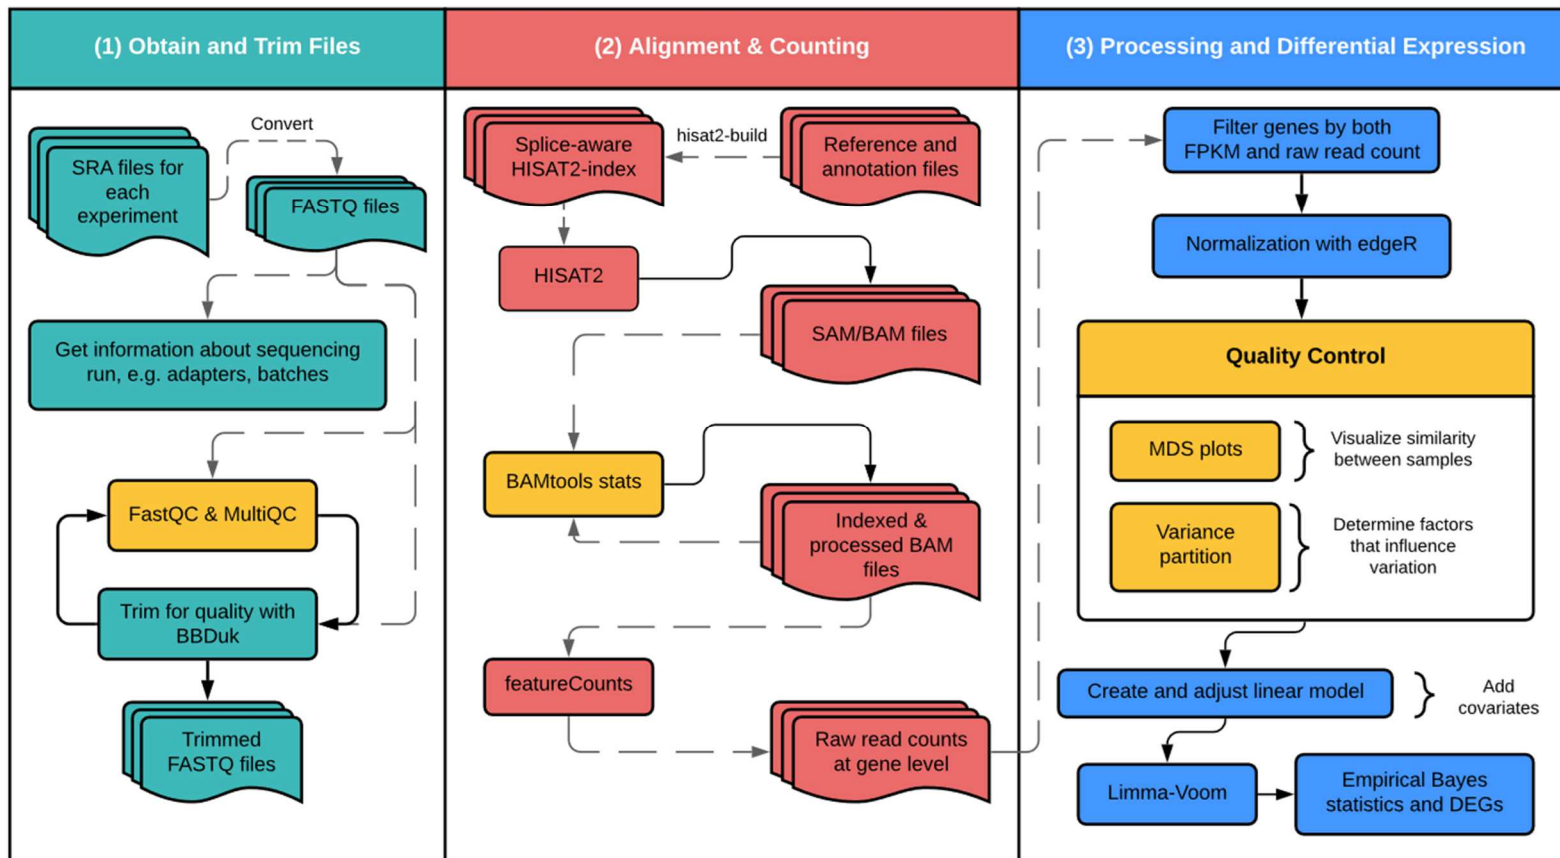 (1) Obtain and Trim Files
(2) Alignment & Counting
(3) Processing and Differential Expression
Convert
SRA files for
each
experiment
FASTQ files
Get information about sequencing
run, e.g. adapters, batches
FastQC & MultiQC
Trim for quality with
BBDuk
Trimmed
FASTQ files
Splice-aware
HISAT2-index
hisat2-build
Reference and
annotation files
HISAT2
SAM/BAM files
BAMtools stats
Indexed &
processed BAM
files
featureCounts
Raw read counts
at gene level
Filter genes by both
FPKM and raw read count
Normalization with edgeR
Quality Control
MDS plots
Visualize similarity
between samples
Variance
partition
Determine factors
that influence
variation
Create and adjust linear model
Add
covariates
Limma-Voom
Empirical Bayes
statistics and DEGs